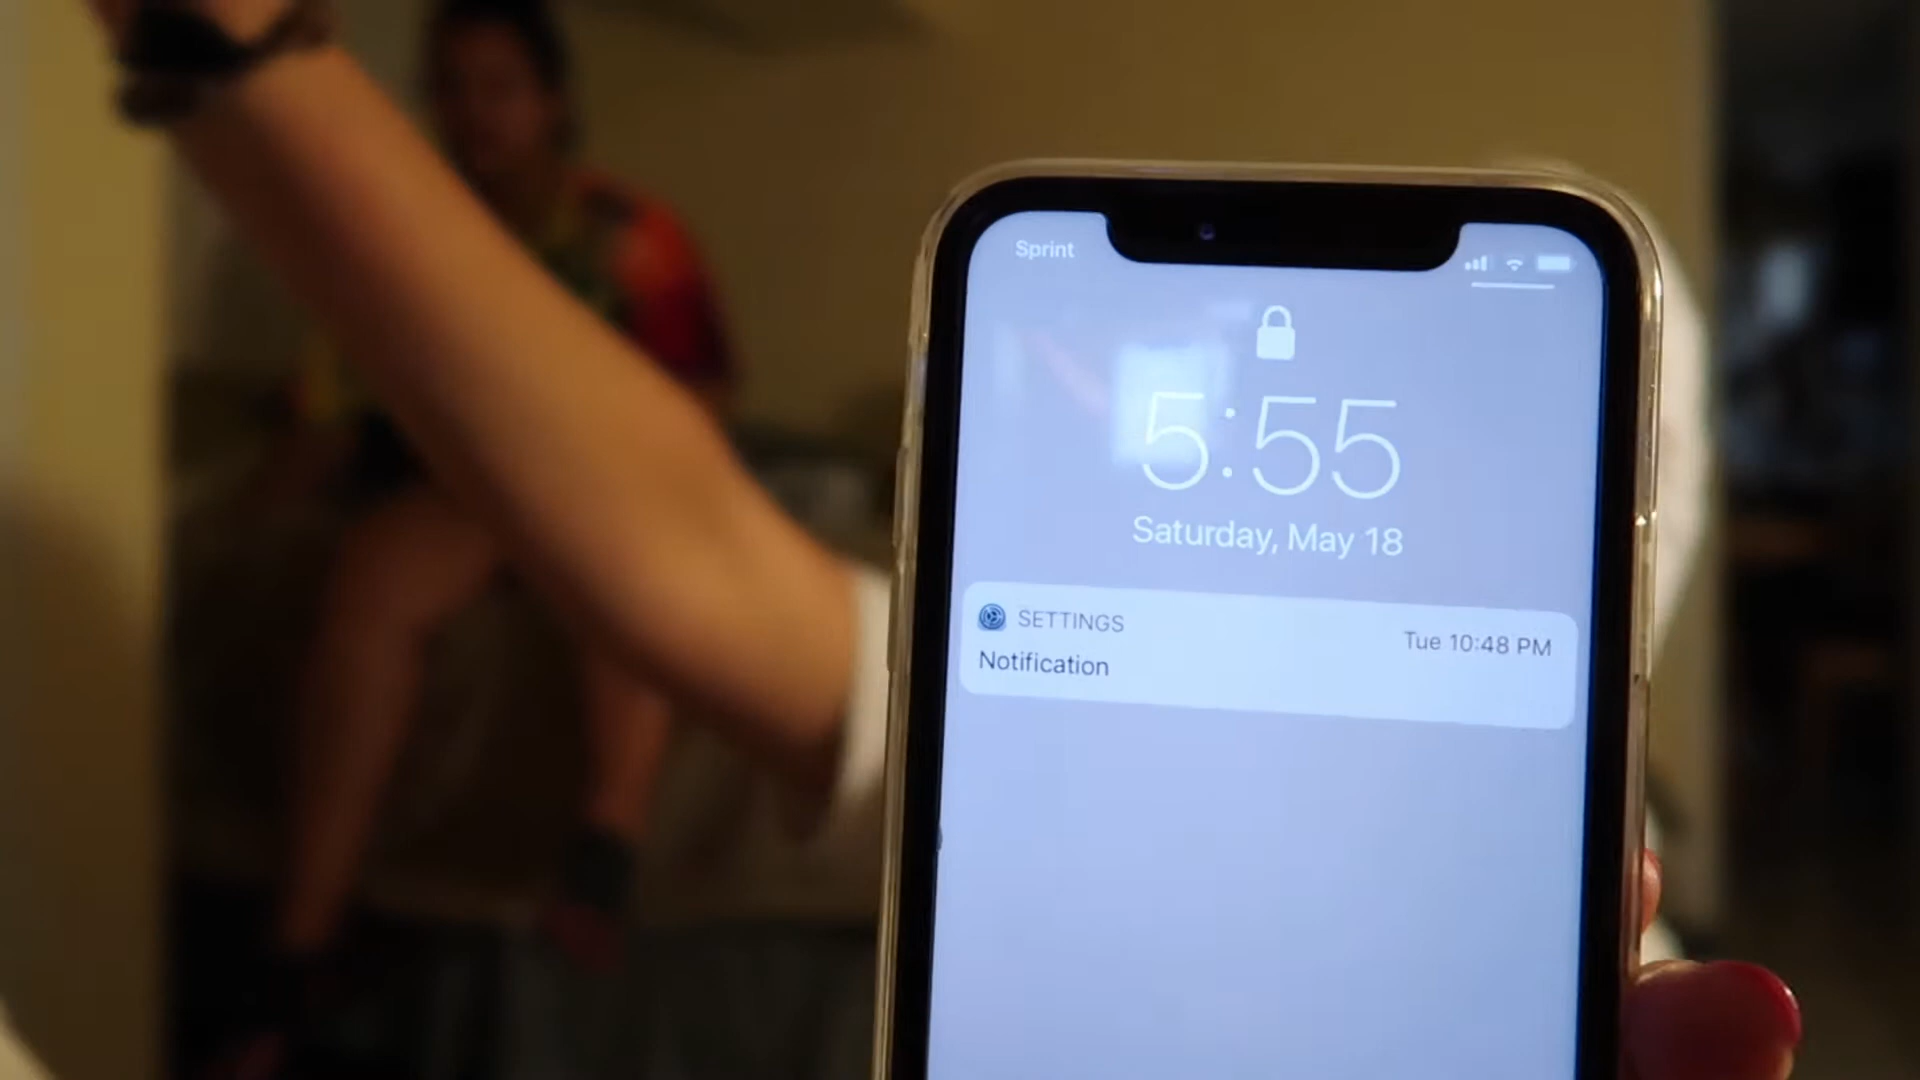 Sprint
5:55
Saturday, May 18
SETTINGS
Tue 10:48 PM
Notification